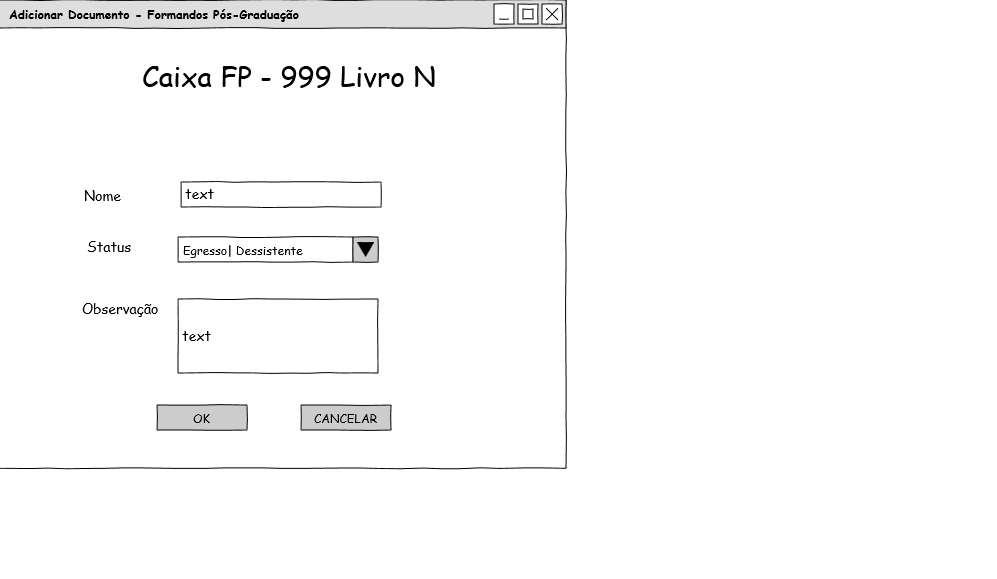 Adicionar Documento - Formandos Pós-Graduação
Caixa FP - 999 Livro N
Nome
text
Status
Egresso| Dessistente
Observação
text
OK
CANCELAR